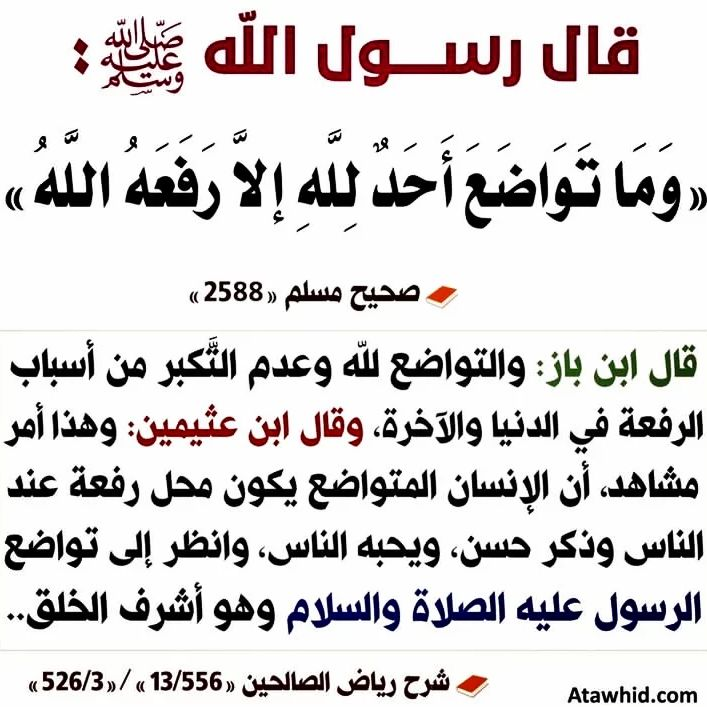 قال رســـول الله ﷺ :
«وَمَا تَوَاضَعَ أَحَدٌ لِلَّهِ إلاَّ رَفَعَهُ اللَّهُ»
صحيح مسلم «2588»
قال ابن باز: والتواضع لله وعدم التَّكبر من أسباب
الرفعة في الدنيا والآخرة، وقال ابن عثيمين: وهذا أمر
مشاهد، أن الإنسان المتواضع يكون محل رفعة عند
الناس وذكر حسن، ويحبه الناس، وانظر إلى تواضع
الرسول عليه الصلاة والسلام وهو أشرف الخلق..
شرح رياض الصالحين «13/556» / «526/3»
Atawhid.com